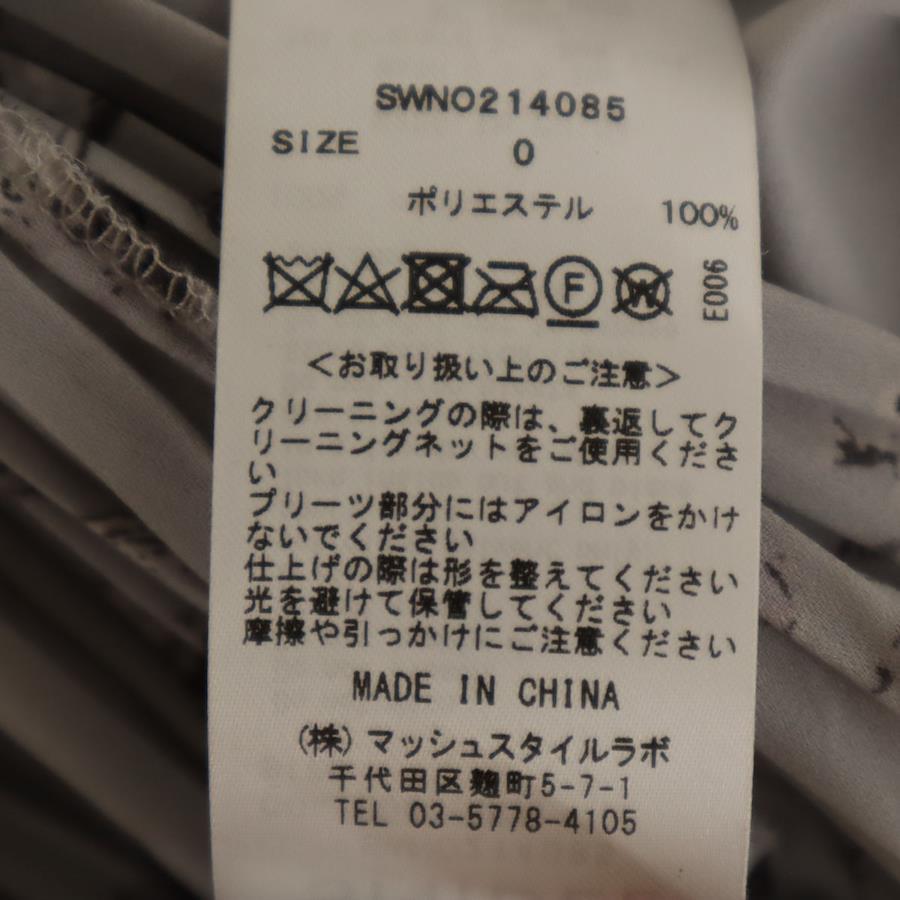 SWNO214085
SIZE 0
ポリエステル 100%
F W E006
<お取り扱い上のご注意>
クリーニングの際は、裏返してク
リーニングネットをご使用くださ
い
プリーツ部分にはアイロンをかけ
ないでください
仕上げの際は形を整えてください
光を避けて保管してください
摩擦や引っかけにご注意ください
MADE IN CHINA
(株)マッシュスタイルラボ
千代田区麹町5-7-1
TEL 03-5778-4105